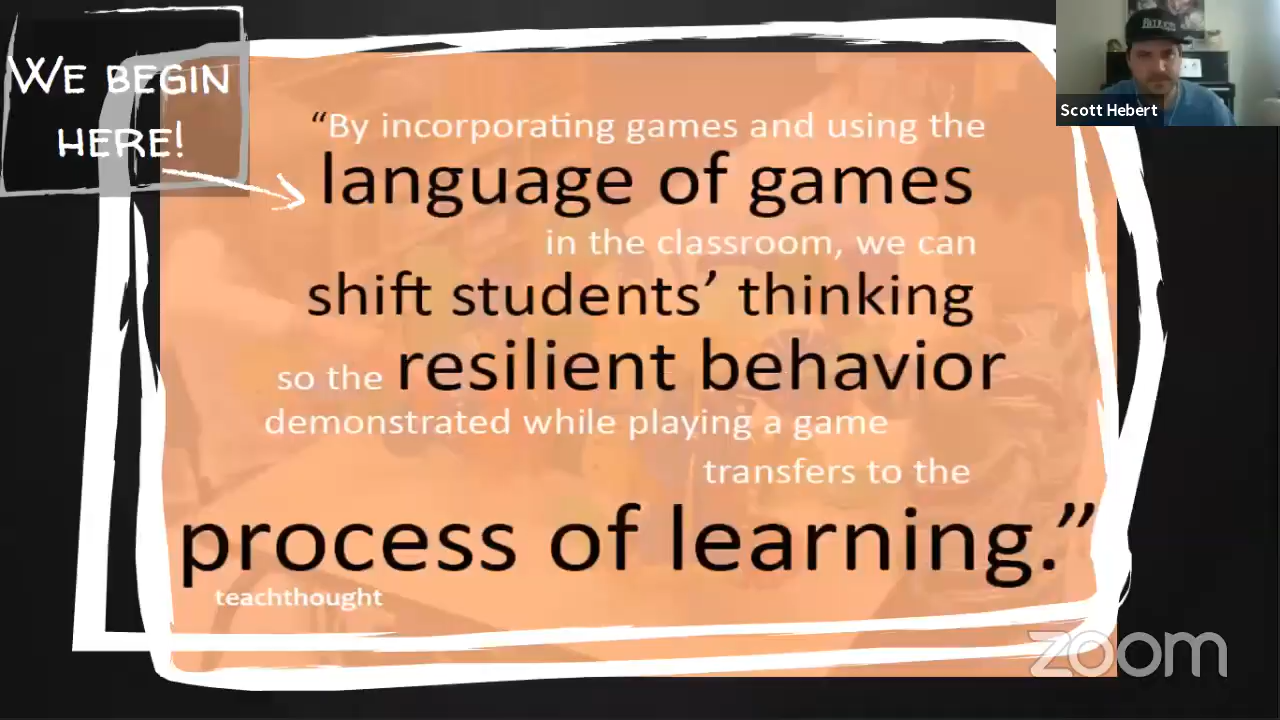 WE BEGIN
HERE!
“By incorporating games and using the
language of games
in the classroom, we can
shift students’ thinking
so the resilient behavior
demonstrated while playing a game
transfers to the
process of learning.”
teachthought
Scott Hebert
zoom